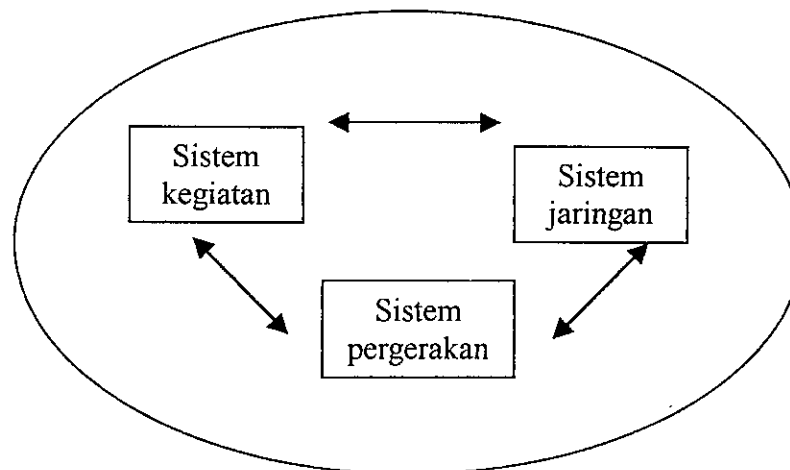 Sistem
kegiatan
Sistem
jaringan
Sistem
pergerakan